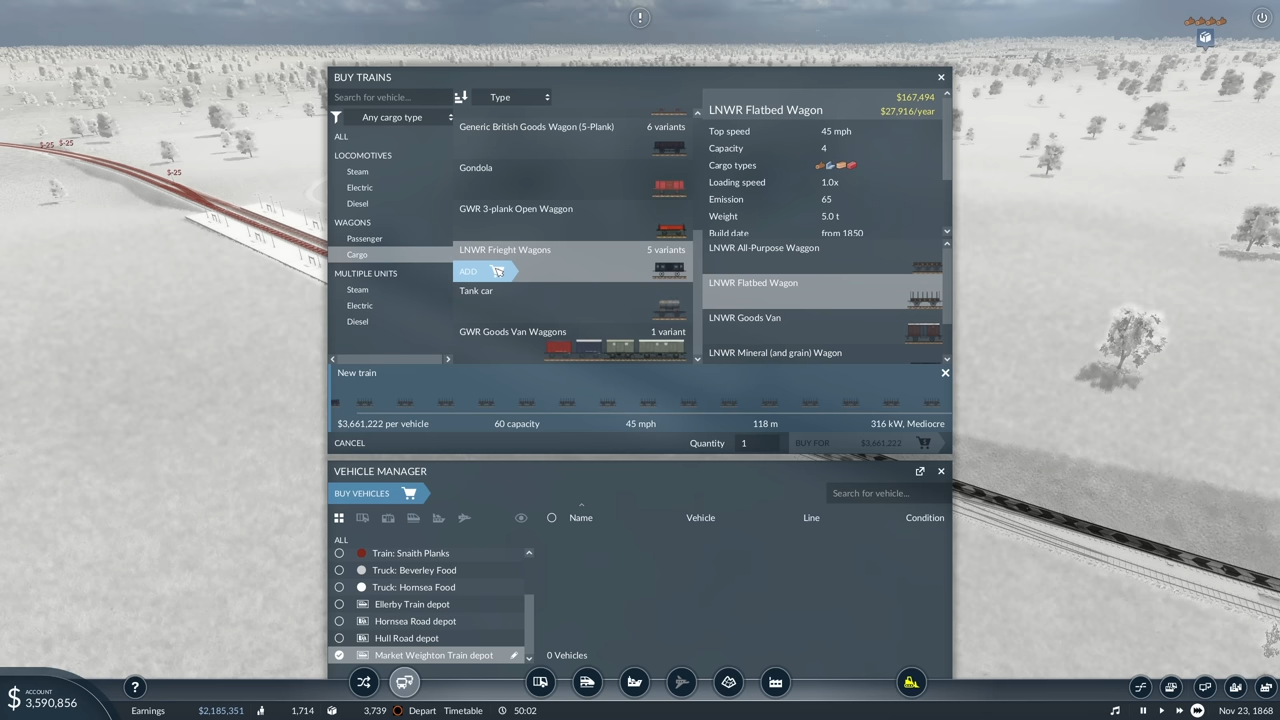 !
BUY TRAINS
Search for vehicle...
Type
Any cargo type
ALL
LOCOMOTIVES
Steam
Electric
Diesel
WAGONS
Passenger
Cargo
MULTIPLE UNITS
Steam
Electric
Diesel
Generic British Goods Wagon (5-Plank) 6 variants
Gondola
GWR 3-plank Open Waggon
LNWR Frieght Wagons 5 variants
ADD
Tank car
GWR Goods Van Waggons 1 variant
$167,494
LNWR Flatbed Wagon $27,916/year
Top speed 45 mph
Capacity 4
Cargo types
Loading speed 1.0x
Emission 65
Weight 5.0 t
Build date from 1850
LNWR All-Purpose Waggon
LNWR Flatbed Wagon
LNWR Goods Van
LNWR Mineral (and grain) Wagon
$-25 $-25
$-25
New train
$3,661,222 per vehicle 60 capacity 45 mph 118 m 316 kW, Mediocre
CANCEL Quantity 1 BUY FOR $3,661,222
VEHICLE MANAGER
BUY VEHICLES Search for vehicle...
Name Vehicle Line Condition
ALL
Train: Snaith Planks
Truck: Beverley Food
Truck: Hornsea Food
Ellerby Train depot
Hornsea Road depot
Hull Road depot
Market Weighton Train depot 0 Vehicles
$ ACCOUNT
3,590,856
?
Earnings $2,185,351 1,714 3,739 Depart Timetable 50:02 Nov 23, 1868